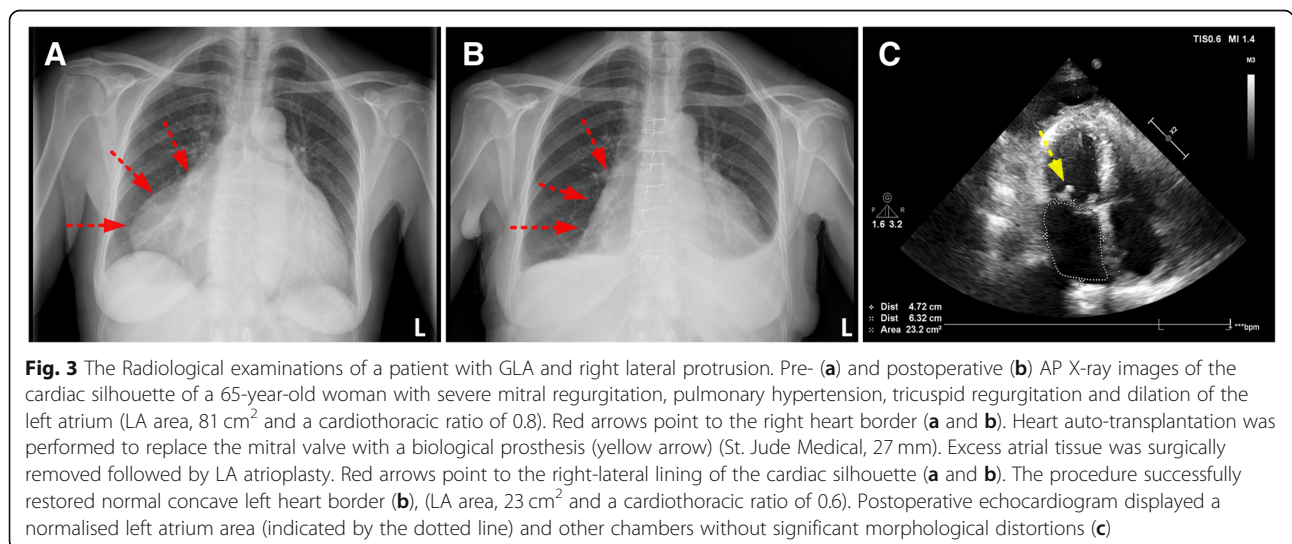 A
B
C
TIS0.6 MI 1.4
M3
x2
G
P R
1.6 3.2
Dist 4.72 cm
Dist 6.32 cm
Area 23.2 cm²
***bpm
L
L
Fig. 3 The Radiological examinations of a patient with GLA and right lateral protrusion. Pre- (a) and postoperative (b) AP X-ray images of the
cardiac silhouette of a 65-year-old woman with severe mitral regurgitation, pulmonary hypertension, tricuspid regurgitation and dilation of the
left atrium (LA area, 81 cm² and a cardiothoracic ratio of 0.8). Red arrows point to the right heart border (a and b). Heart auto-transplantation was
performed to replace the mitral valve with a biological prosthesis (yellow arrow) (St. Jude Medical, 27 mm). Excess atrial tissue was surgically
removed followed by LA atrioplasty. Red arrows point to the right-lateral lining of the cardiac silhouette (a and b). The procedure successfully
restored normal concave left heart border (b), (LA area, 23 cm² and a cardiothoracic ratio of 0.6). Postoperative echocardiogram displayed a
normalised left atrium area (indicated by the dotted line) and other chambers without significant morphological distortions (c)